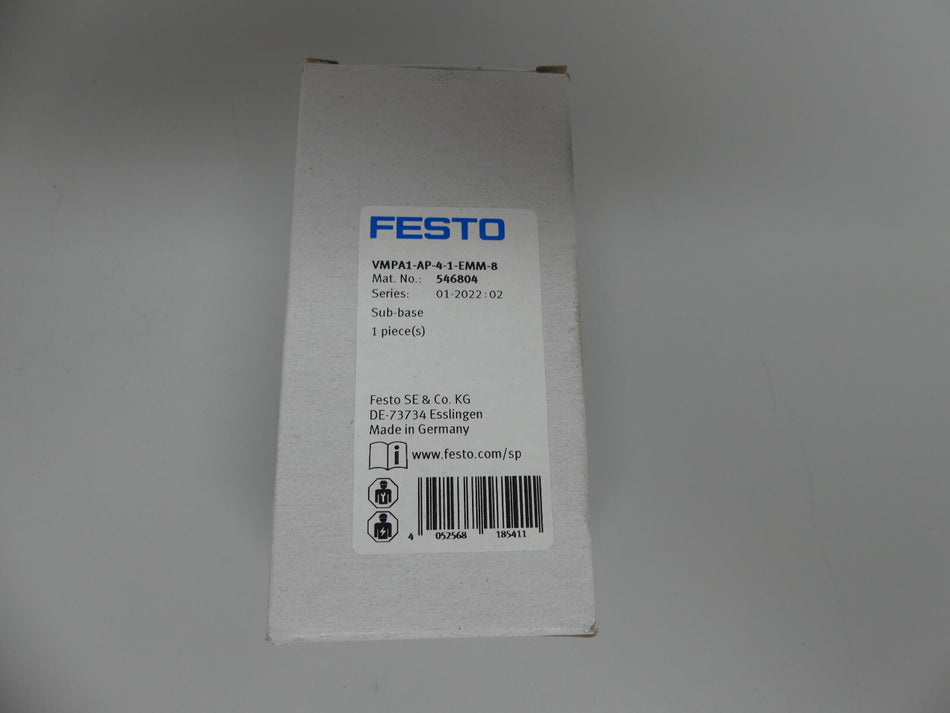 FESTO
VMPA1-AP-4-1-EMM-8
Mat. No.: 546804
Series: 01-2022:02
Sub-base
1 piece(s)
Festo SE & Co. KG
DE-73734 Esslingen
Made in Germany
i www.festo.com/sp
4 052568 185411